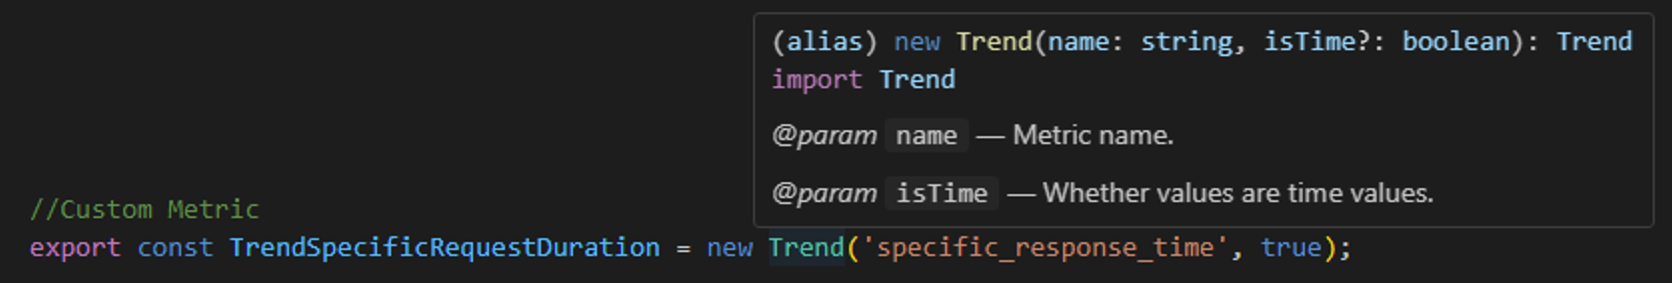 (alias) new Trend(name: string, isTime?: boolean): Trend
import Trend
@param name — Metric name.
@param isTime — Whether values are time values.
//Custom Metric
export const TrendSpecificRequestDuration = new Trend('specific_response_time', true);